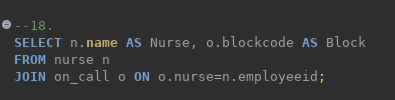 --18.
SELECT n.name AS Nurse, o.blockcode AS Block
FROM nurse n
JOIN on_call o ON o.nurse=n.employeeid;